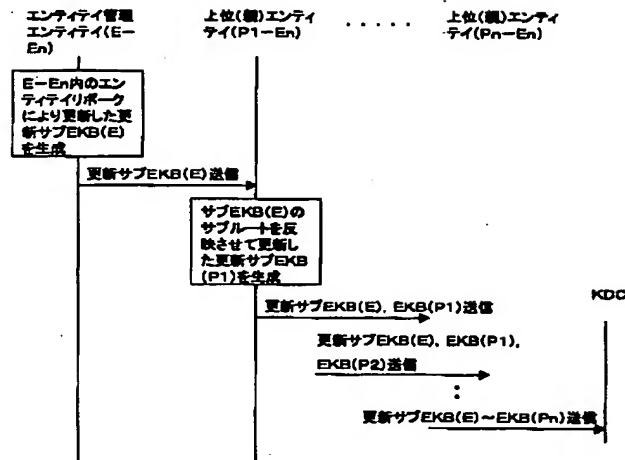 エンティティ管理
エンティティ(E-
En)
上位(親)エンティ
ティ(P1-En)
・・・・・
上位(親)エンティ
ティ(Pn-En)
E-En内のエン
ティティリボーク
により更新した更
新サブEKB(E)
を生成
更新サブEKB(E)送信
サブEKB(E)の
サブルートを反
映させて更新し
た更新サブEKB
(P1)を生成
KDC
更新サブEKB(E), EKB(P1)送信
更新サブEKB(E), EKB(P1),
EKB(P2)送信
更新サブEKB(E)~EKB(Pn)送信